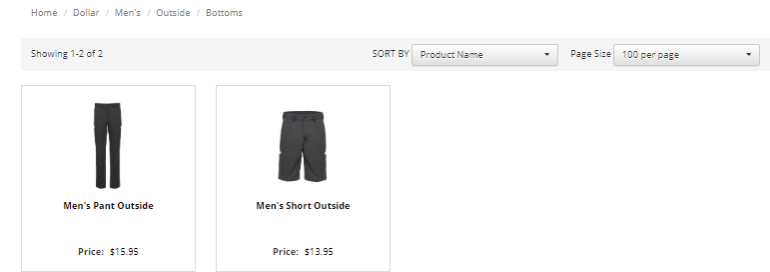 Home / Dollar / Men's / Outside / Bottoms
Showing 1-2 of 2 SORT BY Product Name Page Size 100 per page
Men's Pant Outside Men's Short Outside
Price: $15.95 Price: $13.95